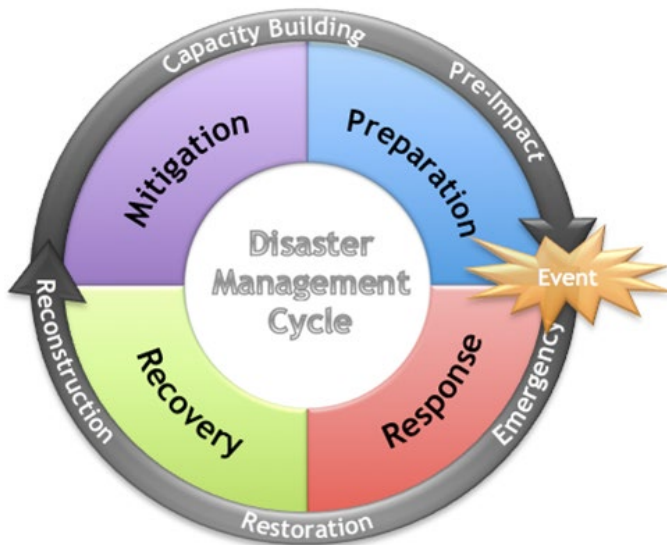 Capacity Building
Pre-Impact
Mitigation
Preparation
Disaster
Management
Cycle
Event
Reconstruction
Emergency
Recovery
Response
Restoration